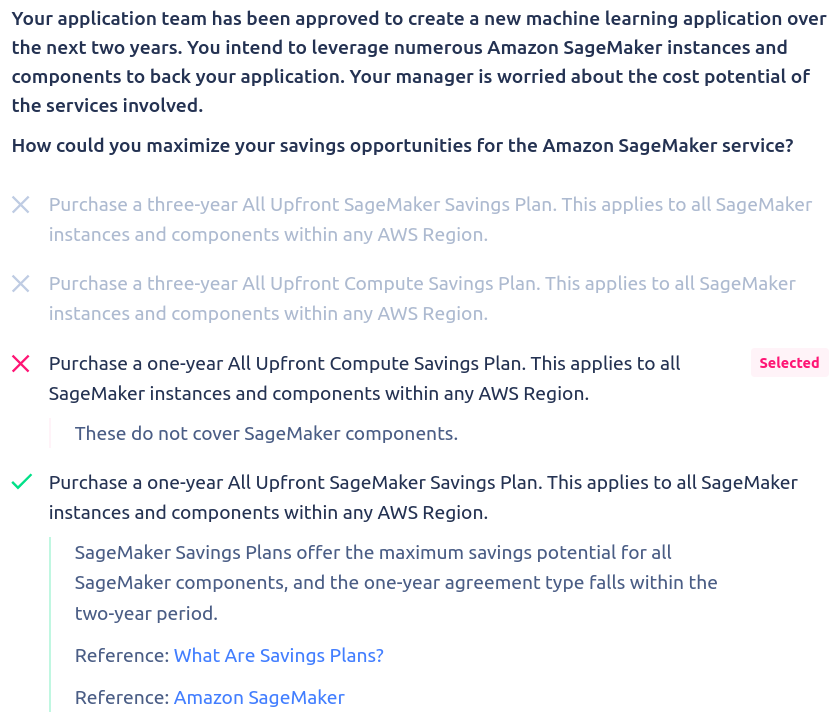 Your application team has been approved to create a new machine learning application over
the next two years. You intend to leverage numerous Amazon SageMaker instances and
components to back your application. Your manager is worried about the cost potential of
the services involved.
How could you maximize your savings opportunities for the Amazon SageMaker service?
Purchase a three-year All Upfront SageMaker Savings Plan. This applies to all SageMaker
instances and components within any AWS Region.
Purchase a three-year All Upfront Compute Savings Plan. This applies to all SageMaker
instances and components within any AWS Region.
Purchase a one-year All Upfront Compute Savings Plan. This applies to all
SageMaker instances and components within any AWS Region.
Selected
These do not cover SageMaker components.
Purchase a one-year All Upfront SageMaker Savings Plan. This applies to all SageMaker
instances and components within any AWS Region.
SageMaker Savings Plans offer the maximum savings potential for all
SageMaker components, and the one-year agreement type falls within the
two-year period.
Reference: What Are Savings Plans?
Reference: Amazon SageMaker